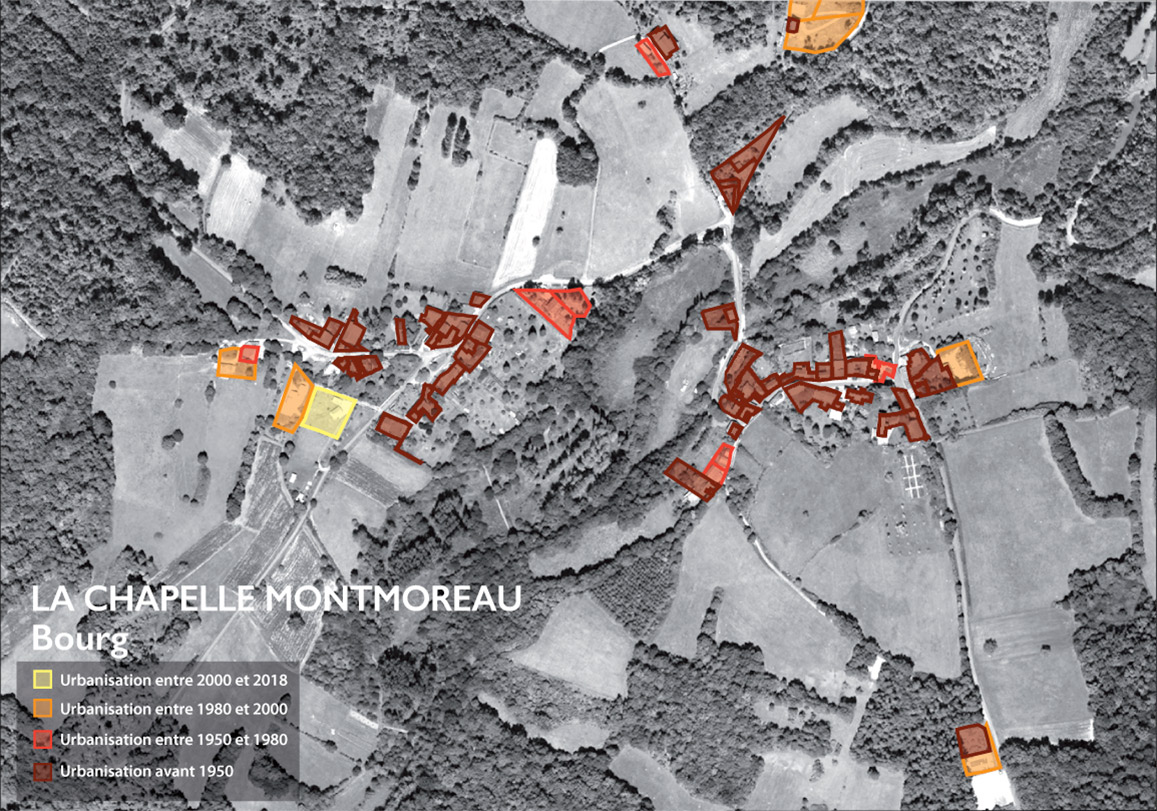 LA CHAPELLE MONTMOREAU
Bourg
Urbanisation entre 2000 et 2018
Urbanisation entre 1980 et 2000
Urbanisation entre 1950 et 1980
Urbanisation avant 1950